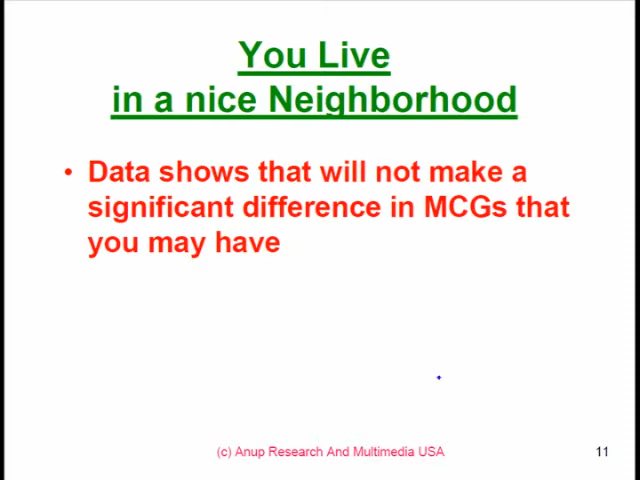 You Live
in a nice Neighborhood
• Data shows that will not make a
significant difference in MCGs that
you may have
(c) Anup Research And Multimedia USA
11